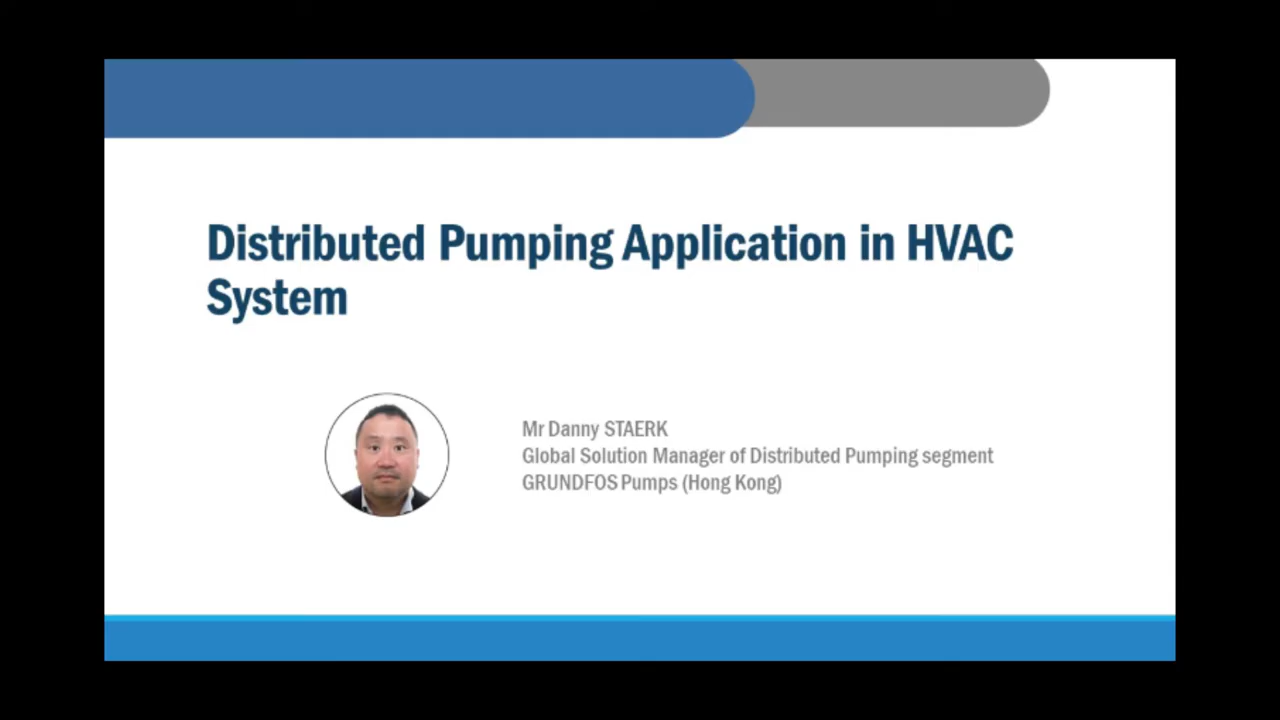 Distributed Pumping Application in HVAC
System
Mr Danny STAERK
Global Solution Manager of Distributed Pumping segment
GRUNDFOS Pumps (Hong Kong)